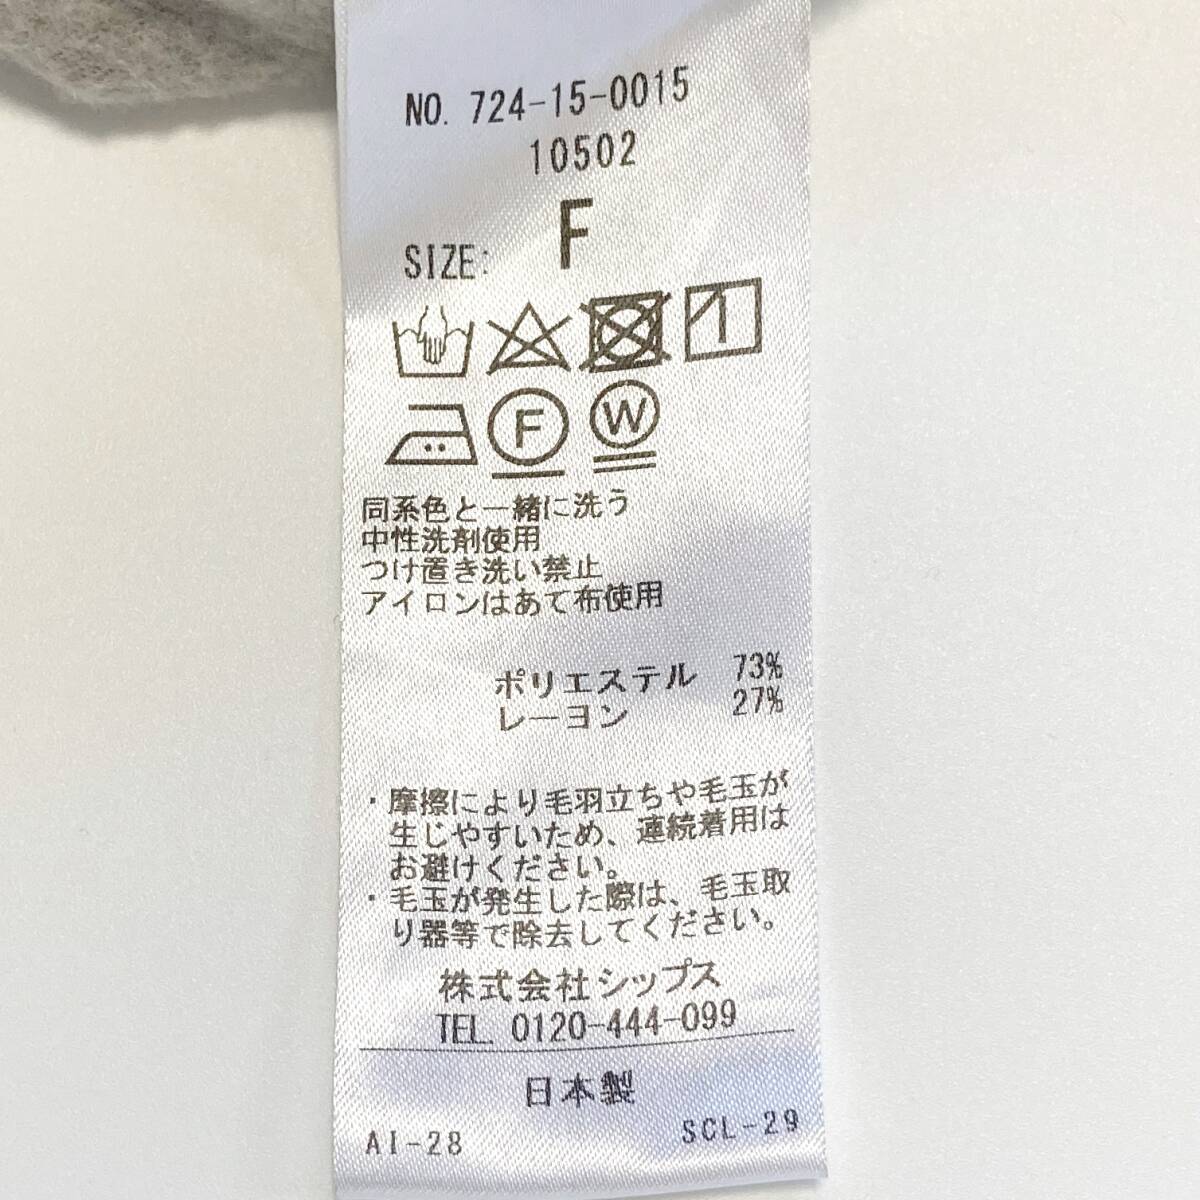 NO. 724-15-0015
10502
SIZE: F
F W
同系色と一緒に洗う
中性洗剤使用
つけ置き洗い禁止
アイロンはあて布使用
ポリエステル 73%
レーヨン 27%
・摩擦により毛羽立ちや毛玉が
生じやすいため、連続着用は
お避けください。
・毛玉が発生した際は、毛玉取
り器等で除去してください。
株式会社シップス
TEL. 0120-444-099
日本製
AI-28 SCL-29